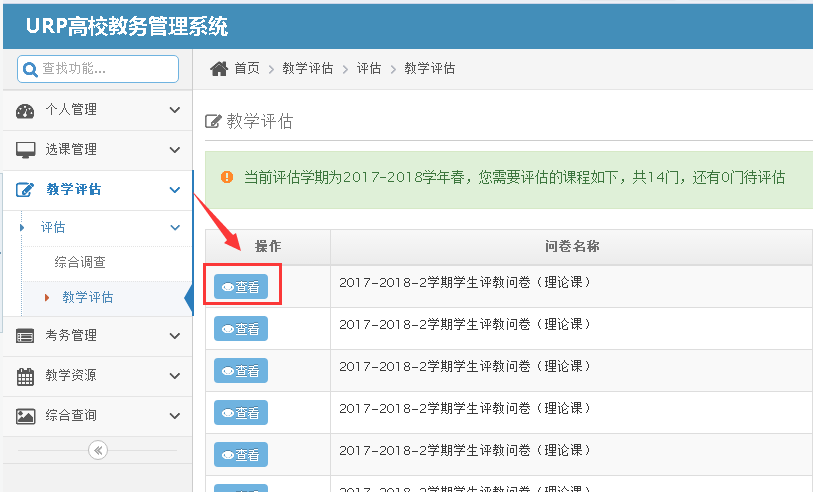 URP高校教务管理系统
查找功能...
首页 教学评估 评估 教学评估
个人管理
选课管理
教学评估
评估
综合调查
教学评估
考务管理
教学资源
综合查询
教学评估
当前评估学期为2017-2018学年春，您需要评估的课程如下，共14门，还有0门待评估
操作 问卷名称
查看 2017-2018-2学期学生评教问卷（理论课）
查看 2017-2018-2学期学生评教问卷（理论课）
查看 2017-2018-2学期学生评教问卷（理论课）
查看 2017-2018-2学期学生评教问卷（理论课）
查看 2017-2018-2学期学生评教问卷（理论课）